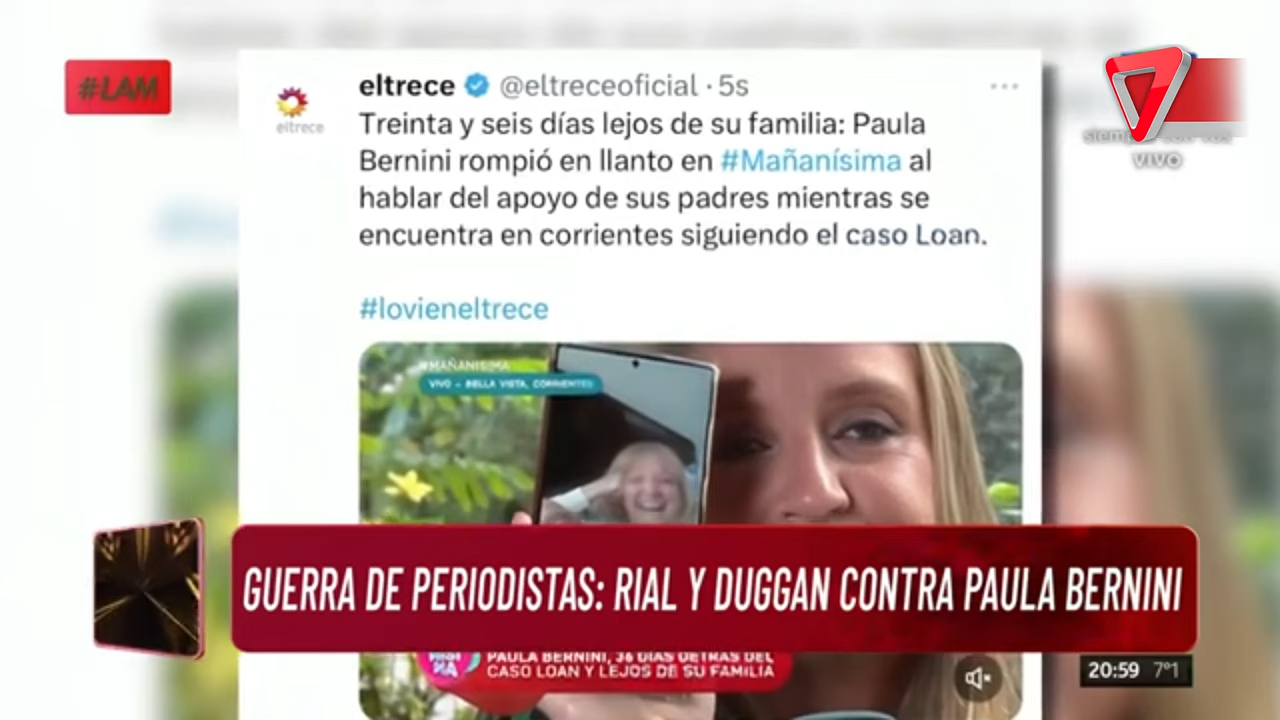 #LAM
eltrece @eltreceoficial · 5s
eltrece
Treinta y seis días lejos de su familia: Paula
Bernini rompió en llanto en #Mañanísima al
hablar del apoyo de sus padres mientras se
encuentra en corrientes siguiendo el caso Loan.
#lovieneltrece
VIVO
#MAÑANÍSIMA
VIVO - BELLA VISTA, CORRIENTES
GUERRA DE PERIODISTAS: RIAL Y DUGGAN CONTRA PAULA BERNINI
PAULA BERNINI, 36 DÍAS DETRÁS DEL
CASO LOAN Y LEJOS DE SU FAMILIA
20:59 7°1